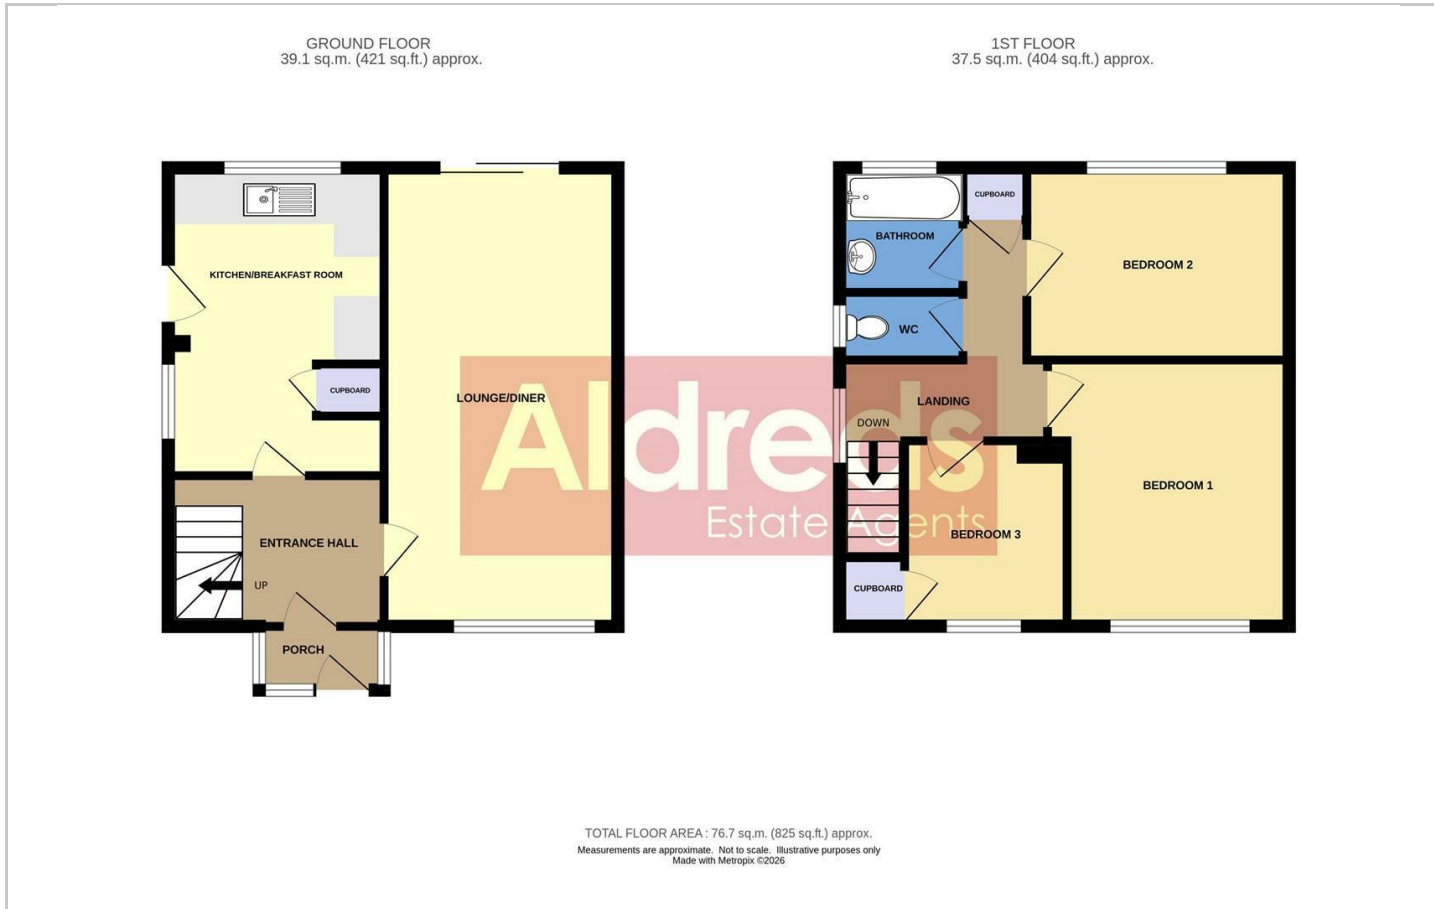 GROUND FLOOR
39.1 sq.m. (421 sq.ft.) approx.
1ST FLOOR
37.5 sq.m. (404 sq.ft.) approx.
KITCHEN/BREAKFAST ROOM
CUPBOARD
LOUNGE/DINER
ENTRANCE HALL
UP
PORCH
CUPBOARD
BATHROOM
BEDROOM 2
WC
LANDING
DOWN
BEDROOM 1
BEDROOM 3
CUPBOARD
Aldreds
Estate Agents
TOTAL FLOOR AREA : 76.7 sq.m. (825 sq.ft.) approx.
Measurements are approximate. Not to scale. Illustrative purposes only
Made with Metropix ©2026